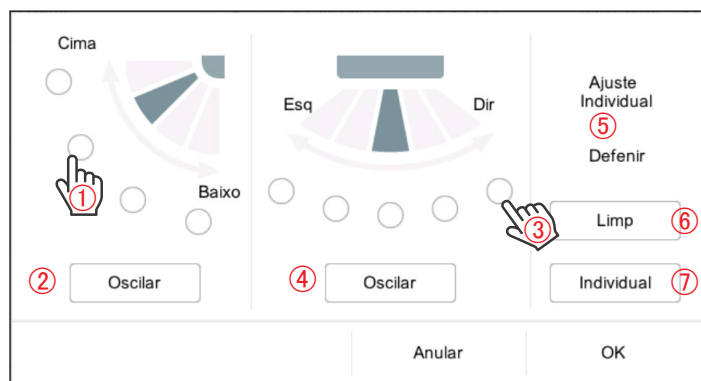 Cima
Baixo
① 
② Oscilar
Esq Dir
③
④ Oscilar
Ajuste
Individual
⑤
Defenir
Limp ⑥
Individual ⑦
Anular OK